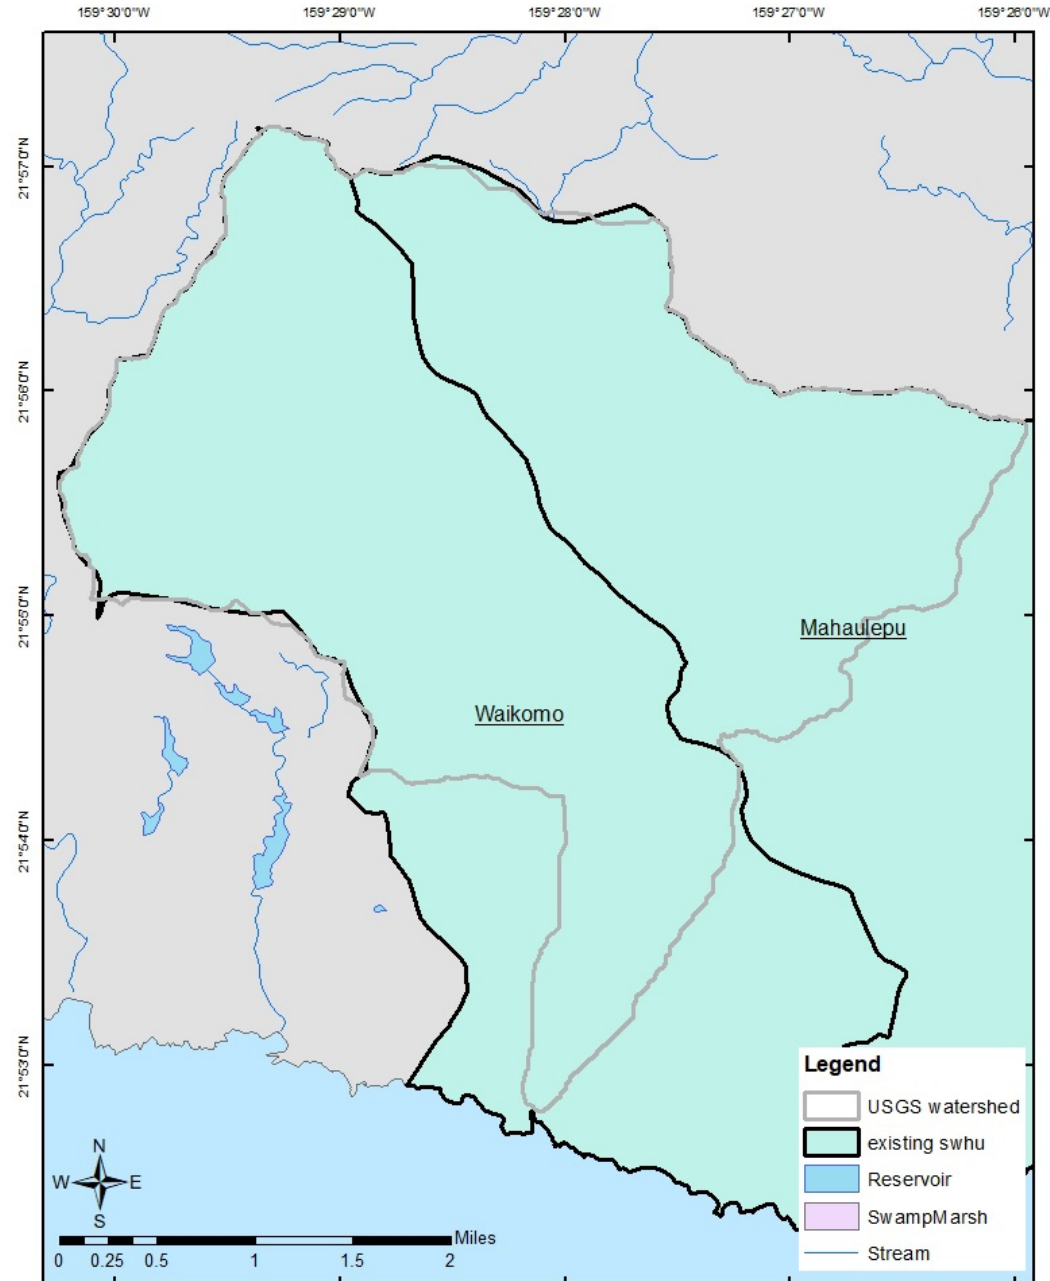 159°30'0"W 159°29'0"W 159°28'0"W 159°27'0"W 159°26'0"W
21°57'0"N
21°56'0"N
21°55'0"N
Mahaulepu
Waikomo
21°54'0"N
21°53'0"N
Legend
USGS watershed
existing swhu
Reservoir
SwampMarsh
Stream
N
W E
S
Miles
0 0.25 0.5 1 1.5 2